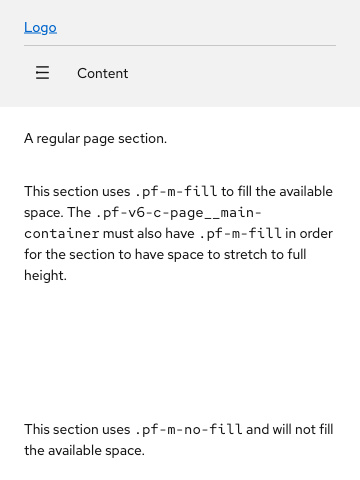 Logo
Content
A regular page section.
This section uses .pf-m-fill to fill the available
space. The .pf-v6-c-page__main-
container must also have .pf-m-fill in order
for the section to have space to stretch to full
height.
This section uses .pf-m-no-fill and will not fill
the available space.